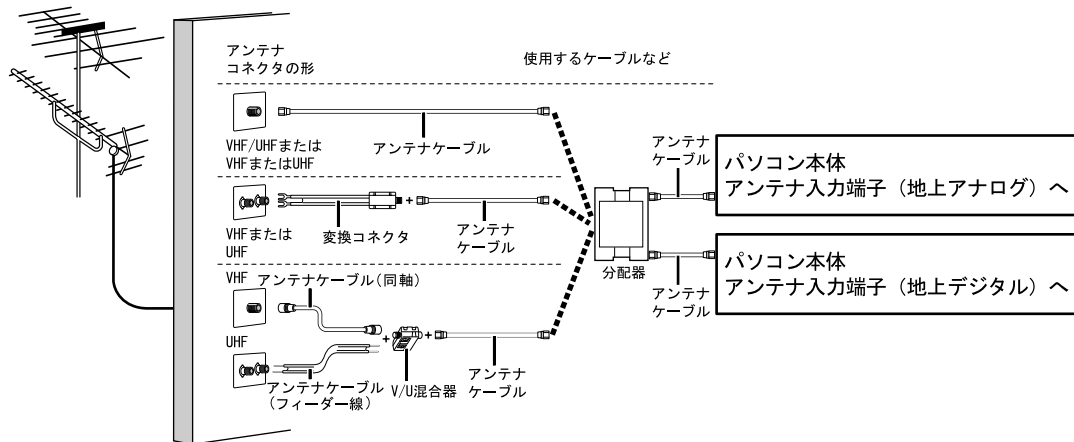 アンテナ
コネクタの形
使用するケーブルなど
VHF/UHFまたは
VHFまたはUHF
アンテナケーブル
VHFまたは
UHF
変換コネクタ
+
アンテナ
ケーブル
VHF
アンテナケーブル(同軸)
UHF
アンテナケーブル
(フィーダー線)
+
V/U混合器
+
アンテナ
ケーブル
分配器
アンテナ
ケーブル
パソコン本体
アンテナ入力端子（地上アナログ）へ
アンテナ
ケーブル
パソコン本体
アンテナ入力端子（地上デジタル）へ